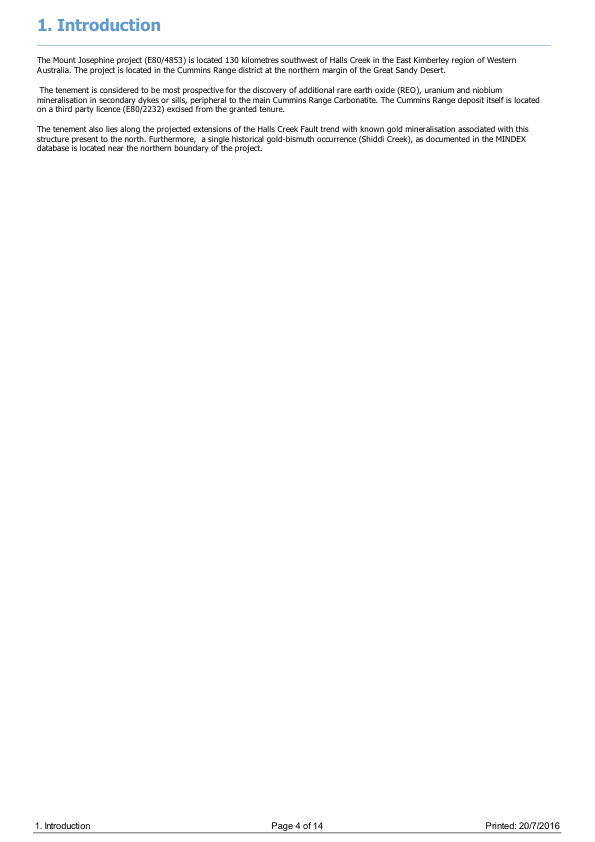 1. Introduction
The Mount Josephine project (E80/4853) is located 130 kilometres southwest of Halls Creek in the East Kimberley region of Western
Australia. The project is located in the Cummins Range district at the northern margin of the Great Sandy Desert.
The tenement is considered to be most prospective for the discovery of additional rare earth oxide (REO), uranium and niobium
mineralisation in secondary dykes or sills, peripheral to the main Cummins Range Carbonatite. The Cummins Range deposit itself is located
on a third party licence (E80/2232) excised from the granted tenure.
The tenement also lies along the projected extensions of the Halls Creek Fault trend with known gold mineralisation associated with this
structure present to the north. Furthermore,  a single historical gold-bismuth occurrence (Shiddi Creek), as documented in the MINDEX
database is located near the northern boundary of the project.
1. Introduction Page 4 of 14 Printed: 20/7/2016